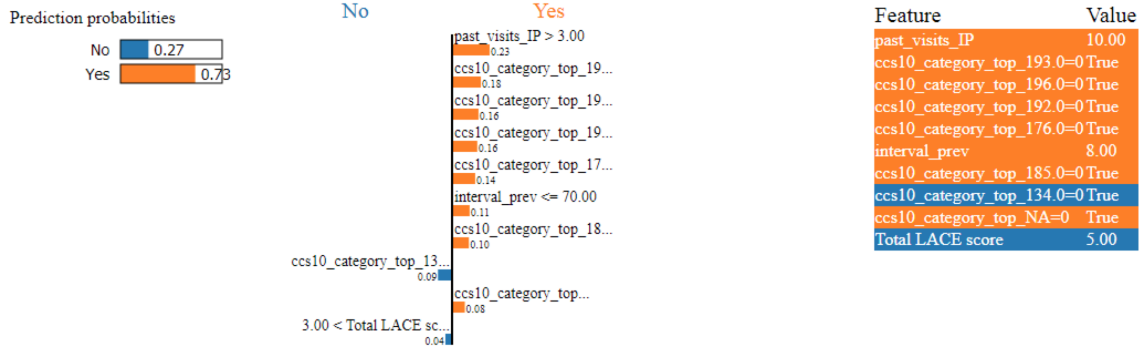 Prediction probabilities
No 0.27
Yes 0.73
No Yes
past_visits_IP > 3.00
0.23
ccs10_category_top_19...
0.18
ccs10_category_top_19...
0.16
ccs10_category_top_19...
0.16
ccs10_category_top_17...
0.14
interval_prev <= 70.00
0.11
ccs10_category_top_18...
0.10
ccs10_category_top_13...
0.09
ccs10_category_top...
0.08
3.00 < Total LACE sc...
0.04
Feature Value
past_visits_IP 10.00
ccs10_category_top_193.0=0 True
ccs10_category_top_196.0=0 True
ccs10_category_top_192.0=0 True
ccs10_category_top_176.0=0 True
interval_prev 8.00
ccs10_category_top_185.0=0 True
ccs10_category_top_134.0=0 True
ccs10_category_top_NA=0 True
Total LACE score 5.00